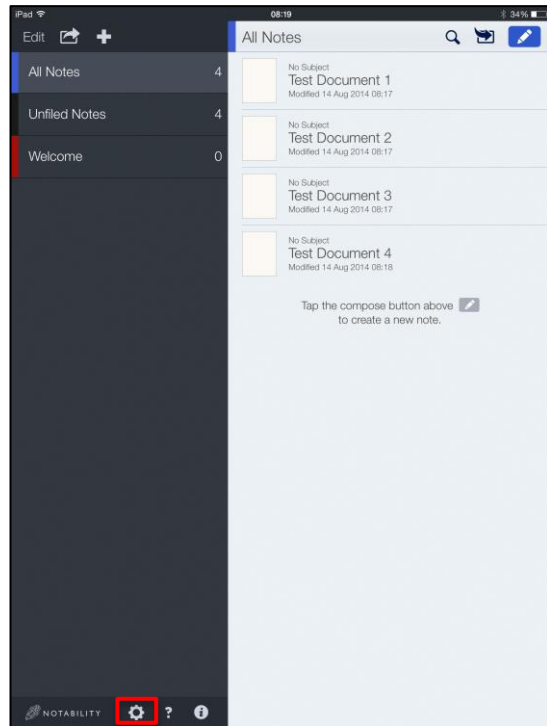 iPad 08:19 34%
Edit
All Notes 4
Unfiled Notes 4
Welcome 0
NOTABILITY ?
All Notes
No Subject
Test Document 1
Modified 14 Aug 2014 08:17
No Subject
Test Document 2
Modified 14 Aug 2014 08:17
No Subject
Test Document 3
Modified 14 Aug 2014 08:17
No Subject
Test Document 4
Modified 14 Aug 2014 08:18
Tap the compose button above
to create a new note.